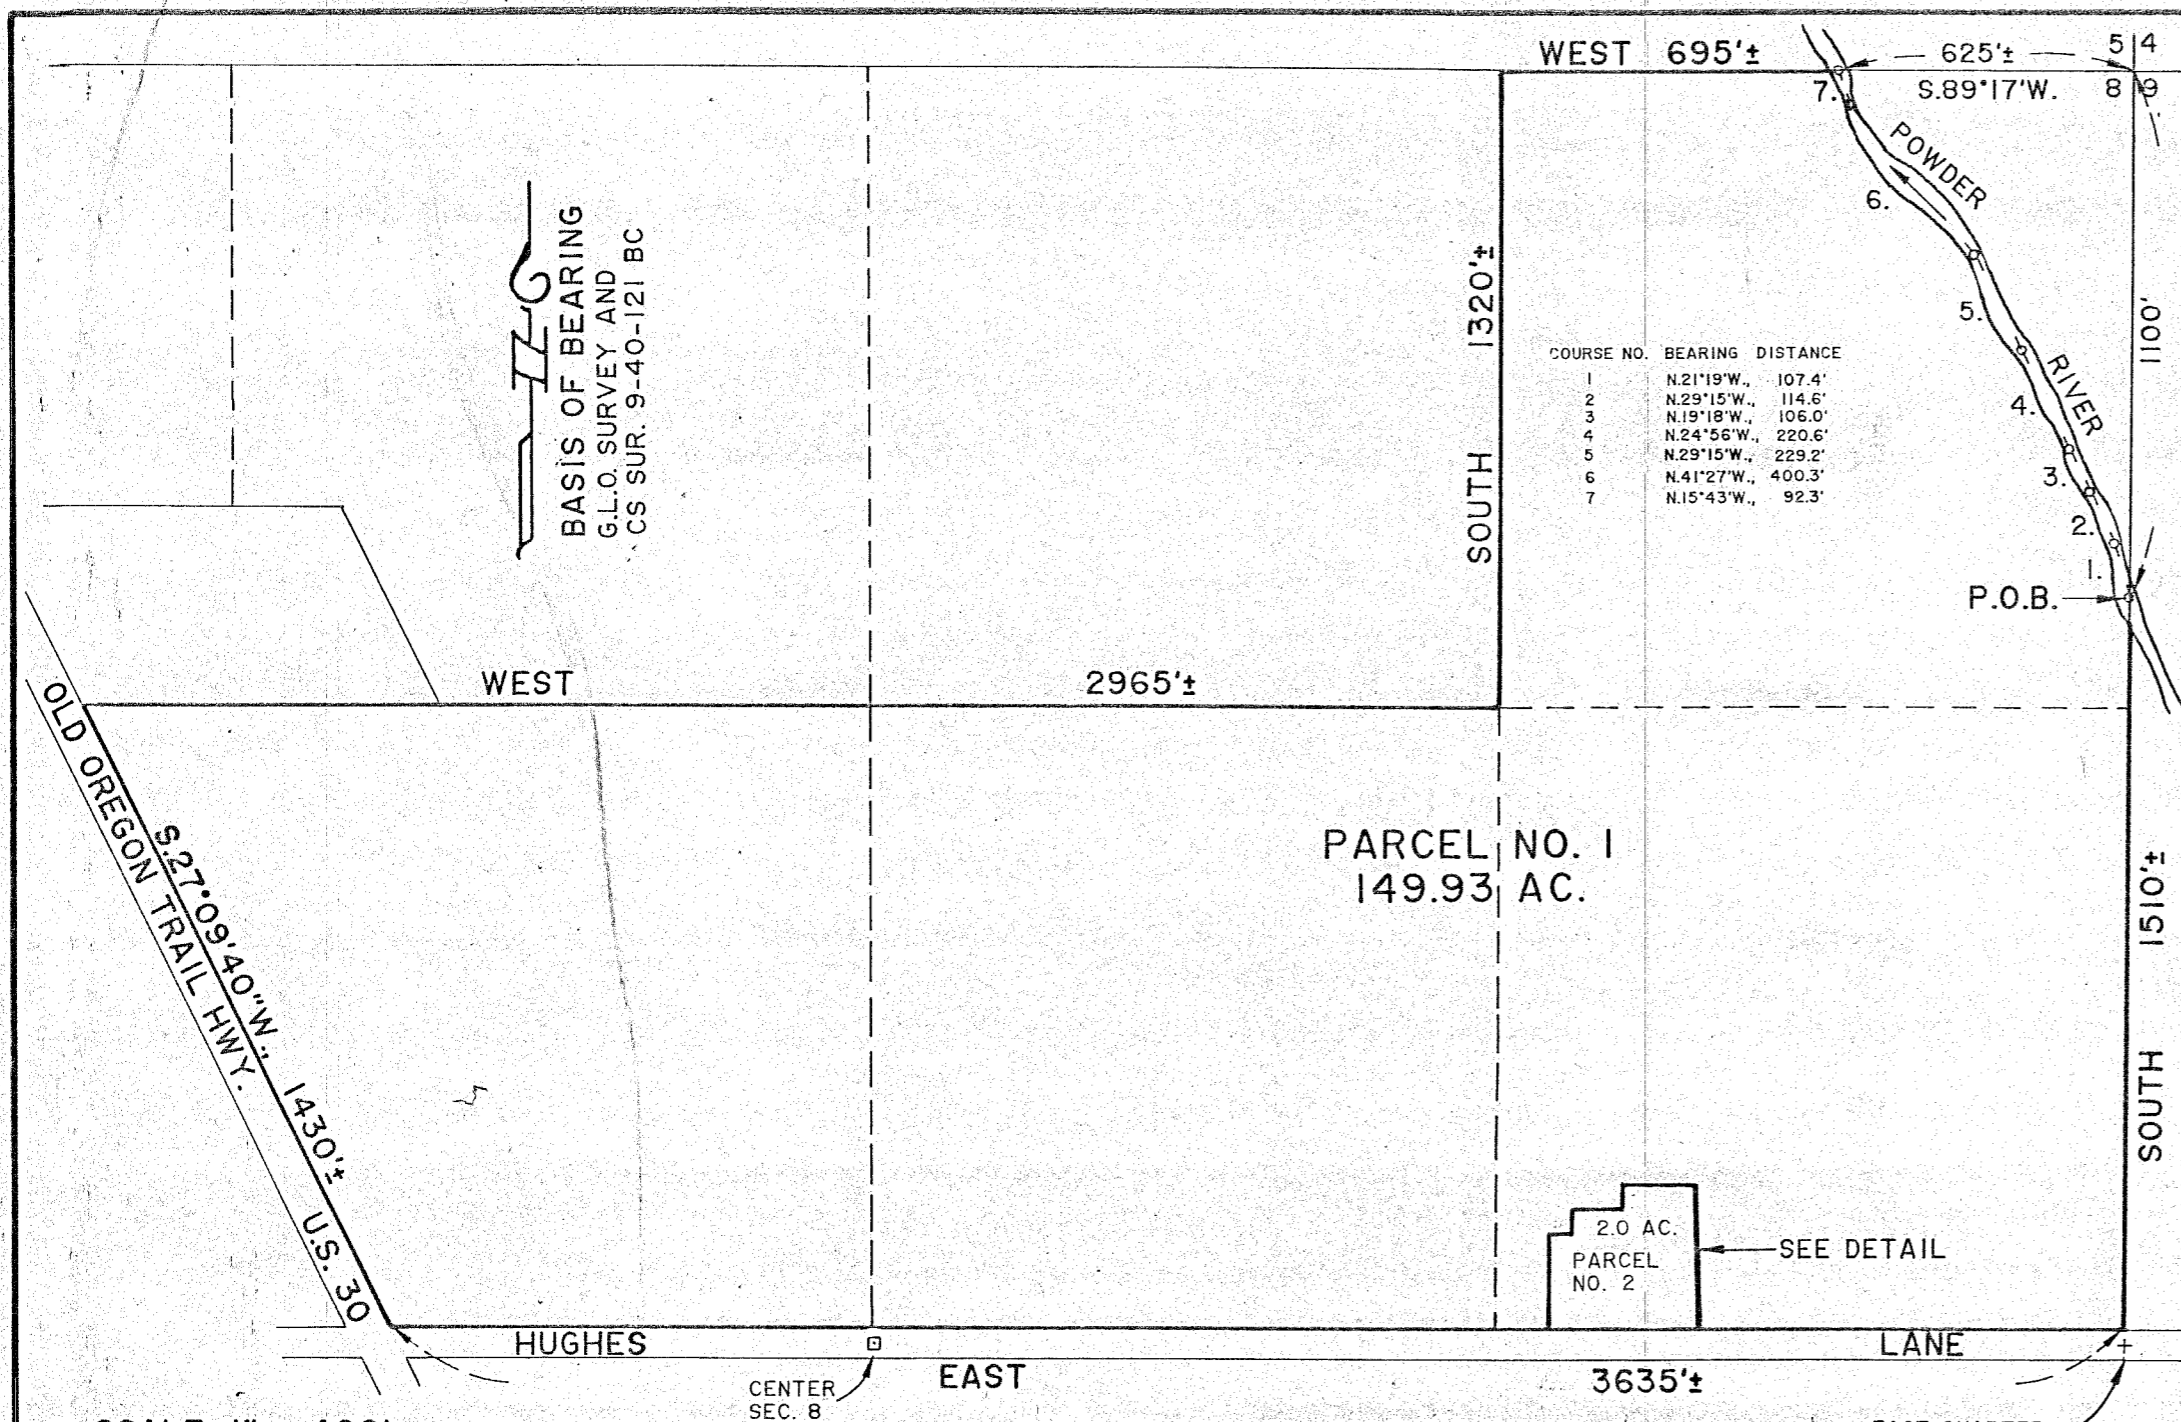 WEST 695'±
625'±
5 4
S.89°17'W.
8 9
7.
POWDER
6.
BASIS OF BEARING
G.L.O. SURVEY AND
CS SUR. 9-40-121 BC
SOUTH 1320'±
5.
RIVER
1100'
COURSE NO. BEARING DISTANCE
1 N.21°19'W., 107.4'
2 N.29°15'W., 114.6'
3 N.19°18'W., 106.0'
4 N.24°56'W., 220.6'
5 N.29°15'W., 229.2'
6 N.41°27'W., 400.3'
7 N.15°43'W., 92.3'
4.
3.
2.
1.
P.O.B.
WEST 2965'±
OLD OREGON TRAIL HWY.
S.27°09'40"W., 1430'±
U.S. 30
PARCEL NO. 1
149.93 AC.
SOUTH 1510'±
2.0 AC.
PARCEL
NO. 2
SEE DETAIL
HUGHES LANE
EAST 3635'±
CENTER
SEC. 8